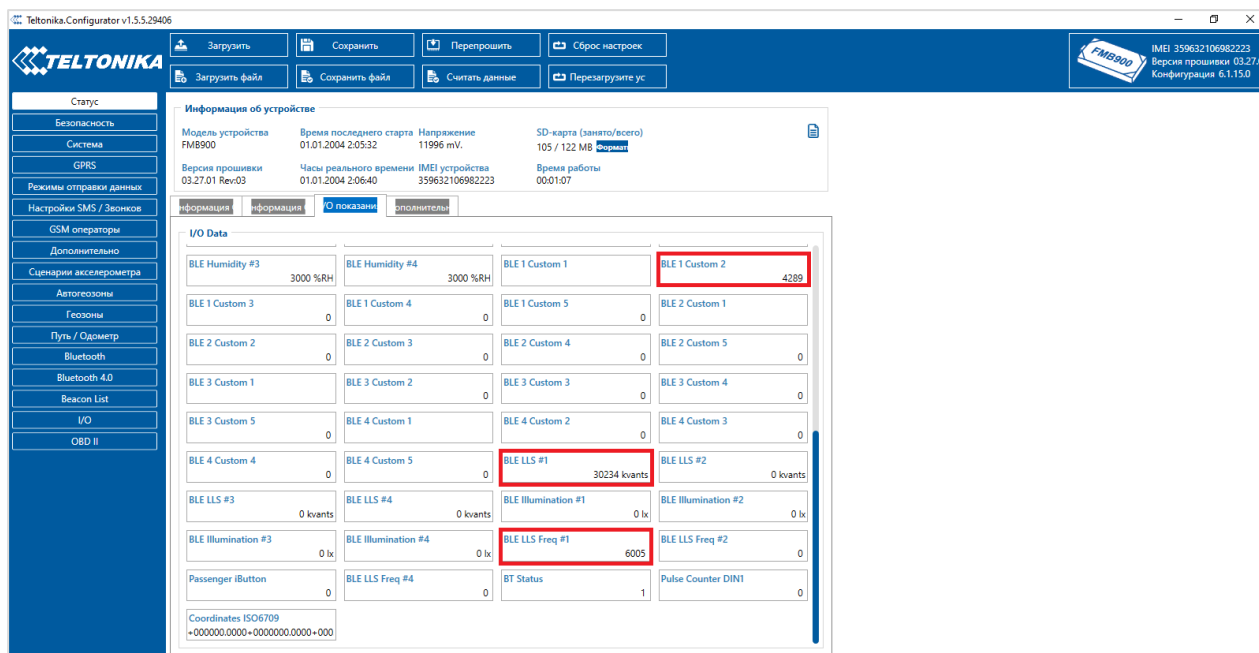 Teltonika.Configurator v1.5.5.29406
TELTONIKA
Загрузить
Сохранить
Перепрошить
Сброс настроек
Загрузить файл
Сохранить файл
Считать данные
Перезагрузите ус
FMB900
IMEI 359632106982223
Версия прошивки 03.27.0
Конфигурация 6.1.15.0
Статус
Безопасность
Система
GPRS
Режимы отправки данных
Настройки SMS / Звонков
GSM операторы
Дополнительно
Сценарии акселерометра
Автогеозоны
Геозоны
Путь / Одометр
Bluetooth
Bluetooth 4.0
Beacon List
I/O
OBD II
Информация об устройстве
Модель устройства Время последнего старта Напряжение SD-карта (занято/всего)
FMB900 01.01.2004 2:05:32 11996 mV. 105 / 122 MB Формат
Версия прошивки Часы реального времени IMEI устройства Время работы
03.27.01 Rev:03 01.01.2004 2:06:40 359632106982223 00:01:07
нформация нформация /О показани ополнитель
I/O Data
BLE Humidity #3 BLE Humidity #4 BLE 1 Custom 1 BLE 1 Custom 2
3000 %RH 3000 %RH 4289
BLE 1 Custom 3 BLE 1 Custom 4 BLE 1 Custom 5 BLE 2 Custom 1
0 0 0
BLE 2 Custom 2 BLE 2 Custom 3 BLE 2 Custom 4 BLE 2 Custom 5
0 0 0 0
BLE 3 Custom 1 BLE 3 Custom 2 BLE 3 Custom 3 BLE 3 Custom 4
0 0 0
BLE 3 Custom 5 BLE 4 Custom 1 BLE 4 Custom 2 BLE 4 Custom 3
0 0 0
BLE 4 Custom 4 BLE 4 Custom 5 BLE LLS #1 BLE LLS #2
0 0 30234 kvants 0 kvants
BLE LLS #3 BLE LLS #4 BLE Illumination #1 BLE Illumination #2
0 kvants 0 kvants 0 lx 0 lx
BLE Illumination #3 BLE Illumination #4 BLE LLS Freq #1 BLE LLS Freq #2
0 lx 0 lx 6005 0
Passenger iButton BLE LLS Freq #4 BT Status Pulse Counter DIN1
0 0 1 0
Coordinates ISO6709
+000000.0000+0000000.0000+000